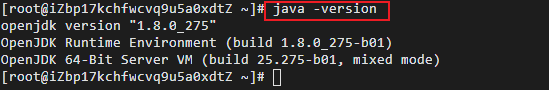 [root@iZbp17kchfwcvq9u5a0xdtZ ~]# java -version
openjdk version "1.8.0_275"
OpenJDK Runtime Environment (build 1.8.0_275-b01)
OpenJDK 64-Bit Server VM (build 25.275-b01, mixed mode)
[root@iZbp17kchfwcvq9u5a0xdtZ ~]#